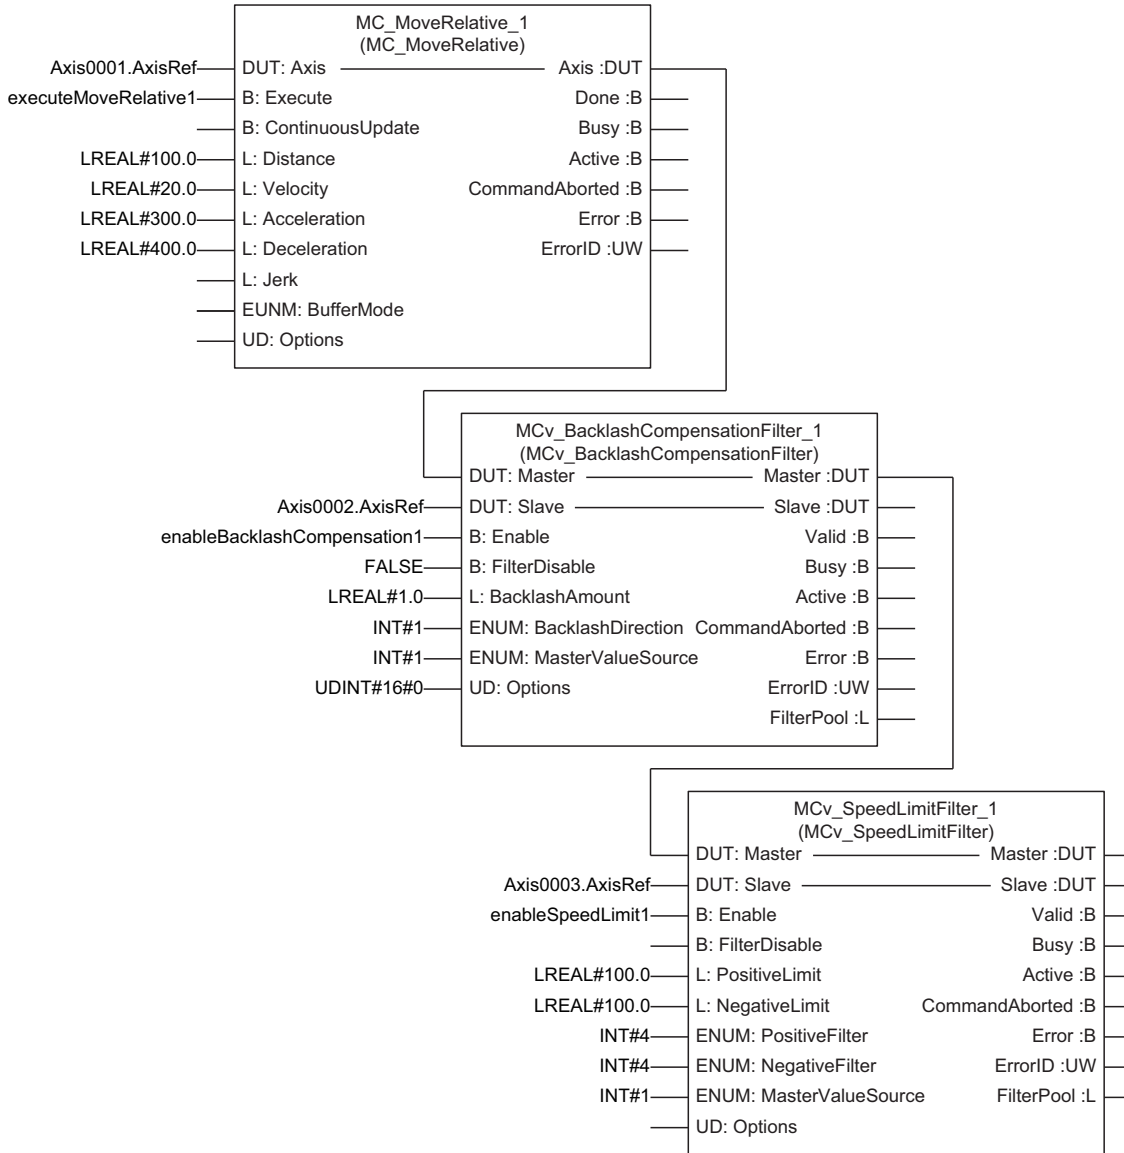 MC_MoveRelative_1
(MC_MoveRelative)
Axis0001.AxisRef DUT: Axis Axis :DUT
executeMoveRelative1 B: Execute Done :B
B: ContinuousUpdate Busy :B
LREAL#100.0 L: Distance Active :B
LREAL#20.0 L: Velocity CommandAborted :B
LREAL#300.0 L: Acceleration Error :B
LREAL#400.0 L: Deceleration ErrorID :UW
L: Jerk
EUNM: BufferMode
UD: Options
MCv_BacklashCompensationFilter_1
(MCv_BacklashCompensationFilter)
DUT: Master Master :DUT
Axis0002.AxisRef DUT: Slave Slave :DUT
enableBacklashCompensation1 B: Enable Valid :B
FALSE B: FilterDisable Busy :B
LREAL#1.0 L: BacklashAmount Active :B
INT#1 ENUM: BacklashDirection CommandAborted :B
INT#1 ENUM: MasterValueSource Error :B
UDINT#16#0 UD: Options ErrorID :UW
FilterPool :L
MCv_SpeedLimitFilter_1
(MCv_SpeedLimitFilter)
DUT: Master Master :DUT
Axis0003.AxisRef DUT: Slave Slave :DUT
enableSpeedLimit1 B: Enable Valid :B
B: FilterDisable Busy :B
LREAL#100.0 L: PositiveLimit Active :B
LREAL#100.0 L: NegativeLimit CommandAborted :B
INT#4 ENUM: PositiveFilter Error :B
INT#4 ENUM: NegativeFilter ErrorID :UW
INT#1 ENUM: MasterValueSource FilterPool :L
UD: Options